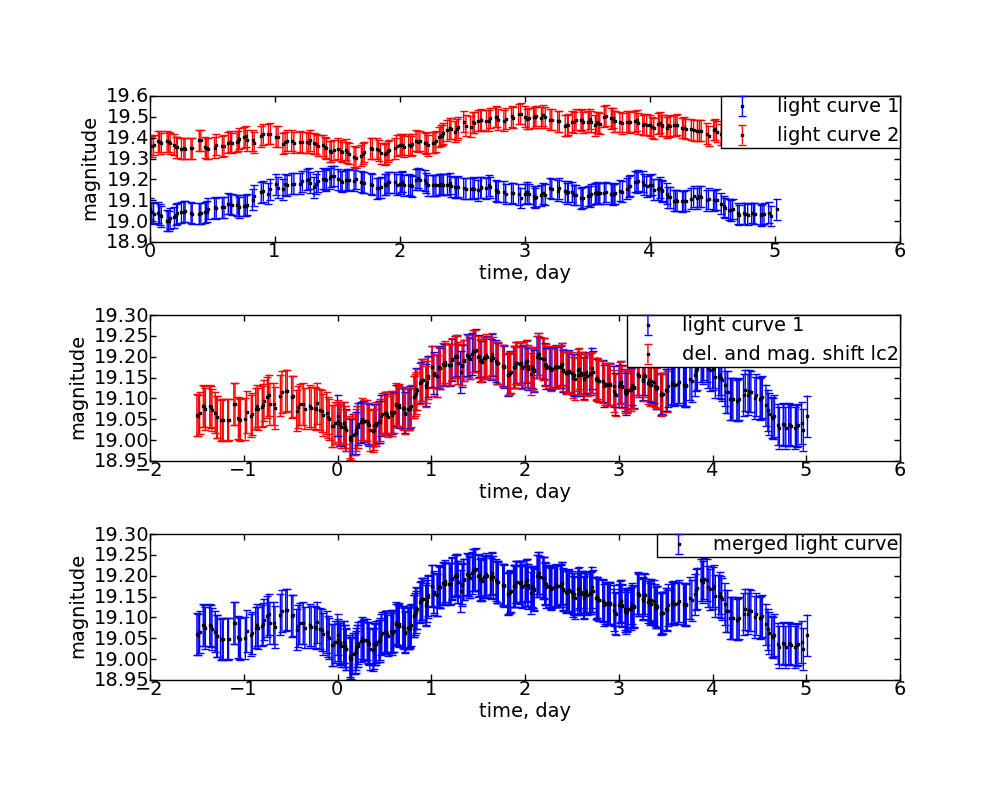 19.6
19.5
19.4
19.3
19.2
19.1
19.0
18.9
magnitude
light curve 1
light curve 2
0 1 2 3 4 5 6
time, day
19.30
19.25
19.20
19.15
19.10
19.05
19.00
18.95
magnitude
light curve 1
del. and mag. shift lc2
−2 −1 0 1 2 3 4 5 6
time, day
19.30
19.25
19.20
19.15
19.10
19.05
19.00
18.95
magnitude
merged light curve
−2 −1 0 1 2 3 4 5 6
time, day